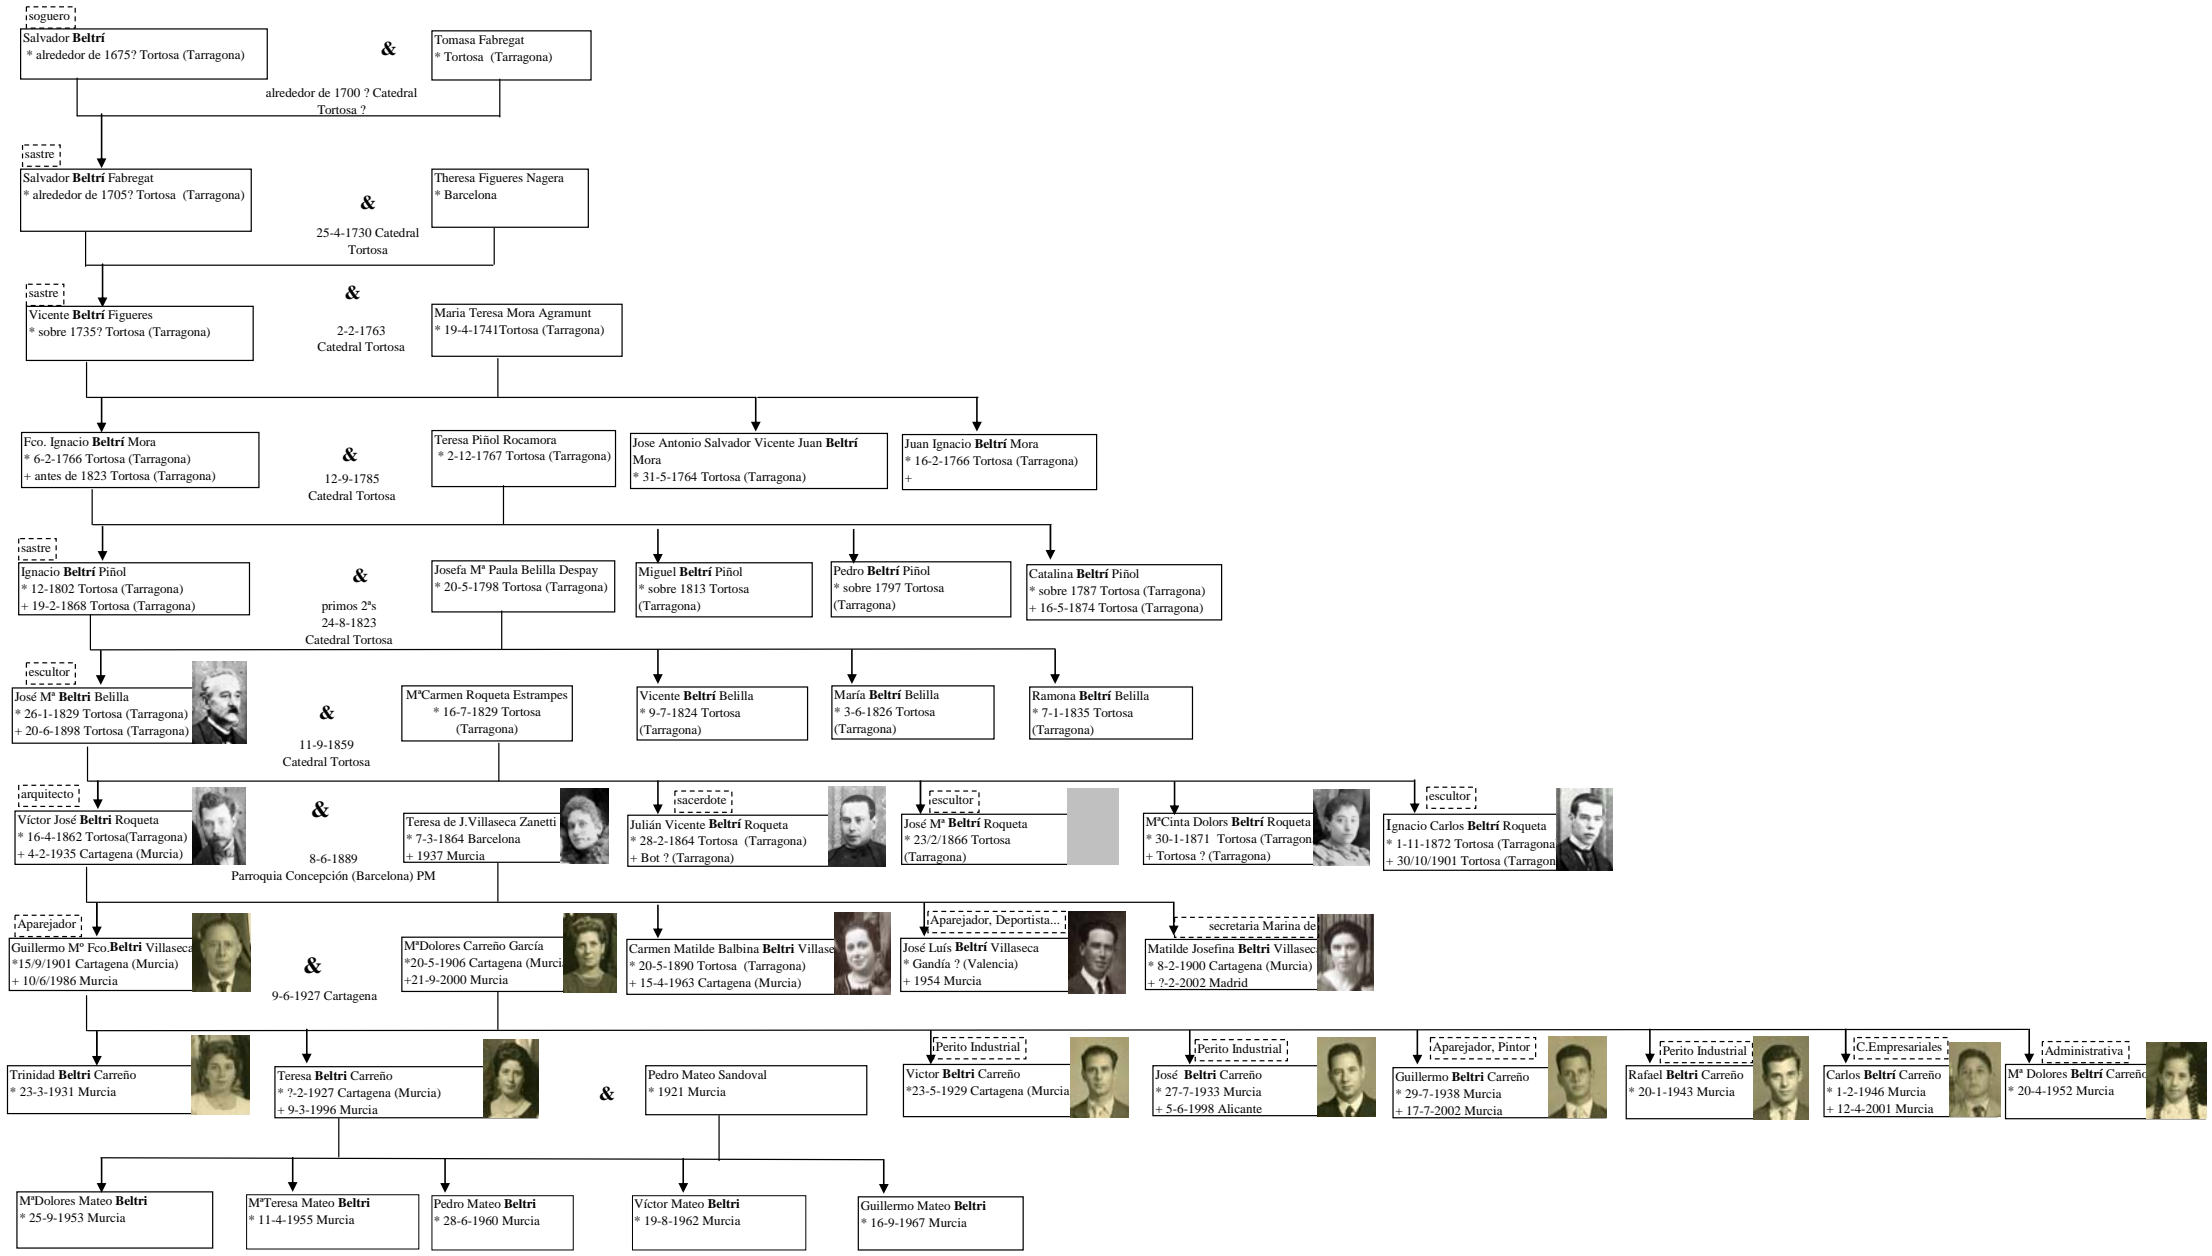 soguero
Salvador Beltrí
* alrededor de 1675? Tortosa (Tarragona)
&
Tomasa Fabregat
* Tortosa (Tarragona)
alrededor de 1700 ? Catedral
Tortosa ?
sastre
Salvador Beltrí Fabregat
* alrededor de 1705? Tortosa (Tarragona)
&
Theresa Figueres Nagera
* Barcelona
25-4-1730 Catedral
Tortosa
sastre
Vicente Beltrí Figueres
* sobre 1735? Tortosa (Tarragona)
&
2-2-1763
Catedral Tortosa
Maria Teresa Mora Agramunt
* 19-4-1741Tortosa (Tarragona)
Fco. Ignacio Beltrí Mora
* 6-2-1766 Tortosa (Tarragona)
+ antes de 1823 Tortosa (Tarragona)
&
12-9-1785
Catedral Tortosa
Teresa Piñol Rocamora
* 2-12-1767 Tortosa (Tarragona)
Jose Antonio Salvador Vicente Juan Beltrí
Mora
* 31-5-1764 Tortosa (Tarragona)
Juan Ignacio Beltrí Mora
* 16-2-1766 Tortosa (Tarragona)
+
sastre
Ignacio Beltrí Piñol
* 12-1802 Tortosa (Tarragona)
+ 19-2-1868 Tortosa (Tarragona)
&
primos 2ªs
24-8-1823
Catedral Tortosa
Josefa Mª Paula Belilla Despay
* 20-5-1798 Tortosa (Tarragona)
Miguel Beltrí Piñol
* sobre 1813 Tortosa
(Tarragona)
Pedro Beltrí Piñol
* sobre 1797 Tortosa
(Tarragona)
Catalina Beltrí Piñol
* sobre 1787 Tortosa (Tarragona)
+ 16-5-1874 Tortosa (Tarragona)
escultor
José Mª Beltri Belilla
* 26-1-1829 Tortosa (Tarragona)
+ 20-6-1898 Tortosa (Tarragona)
&
11-9-1859
Catedral Tortosa
MªCarmen Roqueta Estrampes
* 16-7-1829 Tortosa
(Tarragona)
Vicente Beltrí Belilla
* 9-7-1824 Tortosa
(Tarragona)
María Beltrí Belilla
* 3-6-1826 Tortosa
(Tarragona)
Ramona Beltrí Belilla
* 7-1-1835 Tortosa
(Tarragona)
arquitecto
Víctor José Beltri Roqueta
* 16-4-1862 Tortosa(Tarragona)
+ 4-2-1935 Cartagena (Murcia)
&
8-6-1889
Parroquia Concepción (Barcelona) PM
Teresa de J.Villaseca Zanetti
* 7-3-1864 Barcelona
+ 1937 Murcia
sacerdote
Julián Vicente Beltrí Roqueta
* 28-2-1864 Tortosa (Tarragona)
+ Bot ? (Tarragona)
escultor
José Mª Beltrí Roqueta
* 23/2/1866 Tortosa
(Tarragona)
MªCinta Dolors Beltrí Roqueta
* 30-1-1871 Tortosa (Tarragon
+ Tortosa ? (Tarragona)
escultor
Ignacio Carlos Beltrí Roqueta
* 1-11-1872 Tortosa (Tarragona
+ 30/10/1901 Tortosa (Tarragon
Aparejador
Guillermo Mº Fco.Beltri Villaseca
*15/9/1901 Cartagena (Murcia)
+ 10/6/1986 Murcia
&
9-6-1927 Cartagena
MªDolores Carreño García
*20-5-1906 Cartagena (Murcia
+21-9-2000 Murcia
Carmen Matilde Balbina Beltri Villase
* 20-5-1890 Tortosa (Tarragona)
+ 15-4-1963 Cartagena (Murcia)
Aparejador, Deportista...
José Luís Beltrí Villaseca
* Gandía ? (Valencia)
+ 1954 Murcia
secretaria Marina de
Matilde Josefina Beltri Villasec
* 8-2-1900 Cartagena (Murcia)
+ ?-2-2002 Madrid
Trinidad Beltri Carreño
* 23-3-1931 Murcia
Teresa Beltri Carreño
* ?-2-1927 Cartagena (Murcia)
+ 9-3-1996 Murcia
&
Pedro Mateo Sandoval
* 1921 Murcia
Perito Industrial
Victor Beltri Carreño
*23-5-1929 Cartagena (Murcia
Perito Industrial
José Beltri Carreño
* 27-7-1933 Murcia
+ 5-6-1998 Alicante
Aparejador, Pintor
Guillermo Beltri Carreño
* 29-7-1938 Murcia
+ 17-7-2002 Murcia
Perito Industrial
Rafael Beltri Carreño
* 20-1-1943 Murcia
C.Empresariales
Carlos Beltrí Carreño
* 1-2-1946 Murcia
+ 12-4-2001 Murcia
Administrativa
Mª Dolores Beltrí Carreño
* 20-4-1952 Murcia
MªDolores Mateo Beltri
* 25-9-1953 Murcia
MªTeresa Mateo Beltri
* 11-4-1955 Murcia
Pedro Mateo Beltri
* 28-6-1960 Murcia
Víctor Mateo Beltri
* 19-8-1962 Murcia
Guillermo Mateo Beltri
* 16-9-1967 Murcia